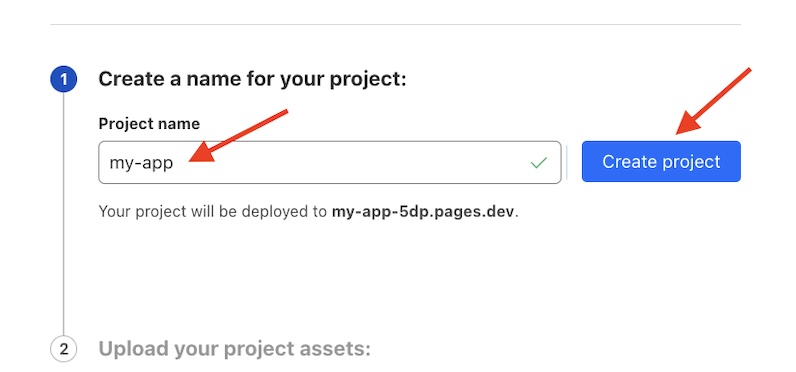 1 Create a name for your project:
Project name
my-app
Create project
Your project will be deployed to my-app-5dp.pages.dev.
2 Upload your project assets: